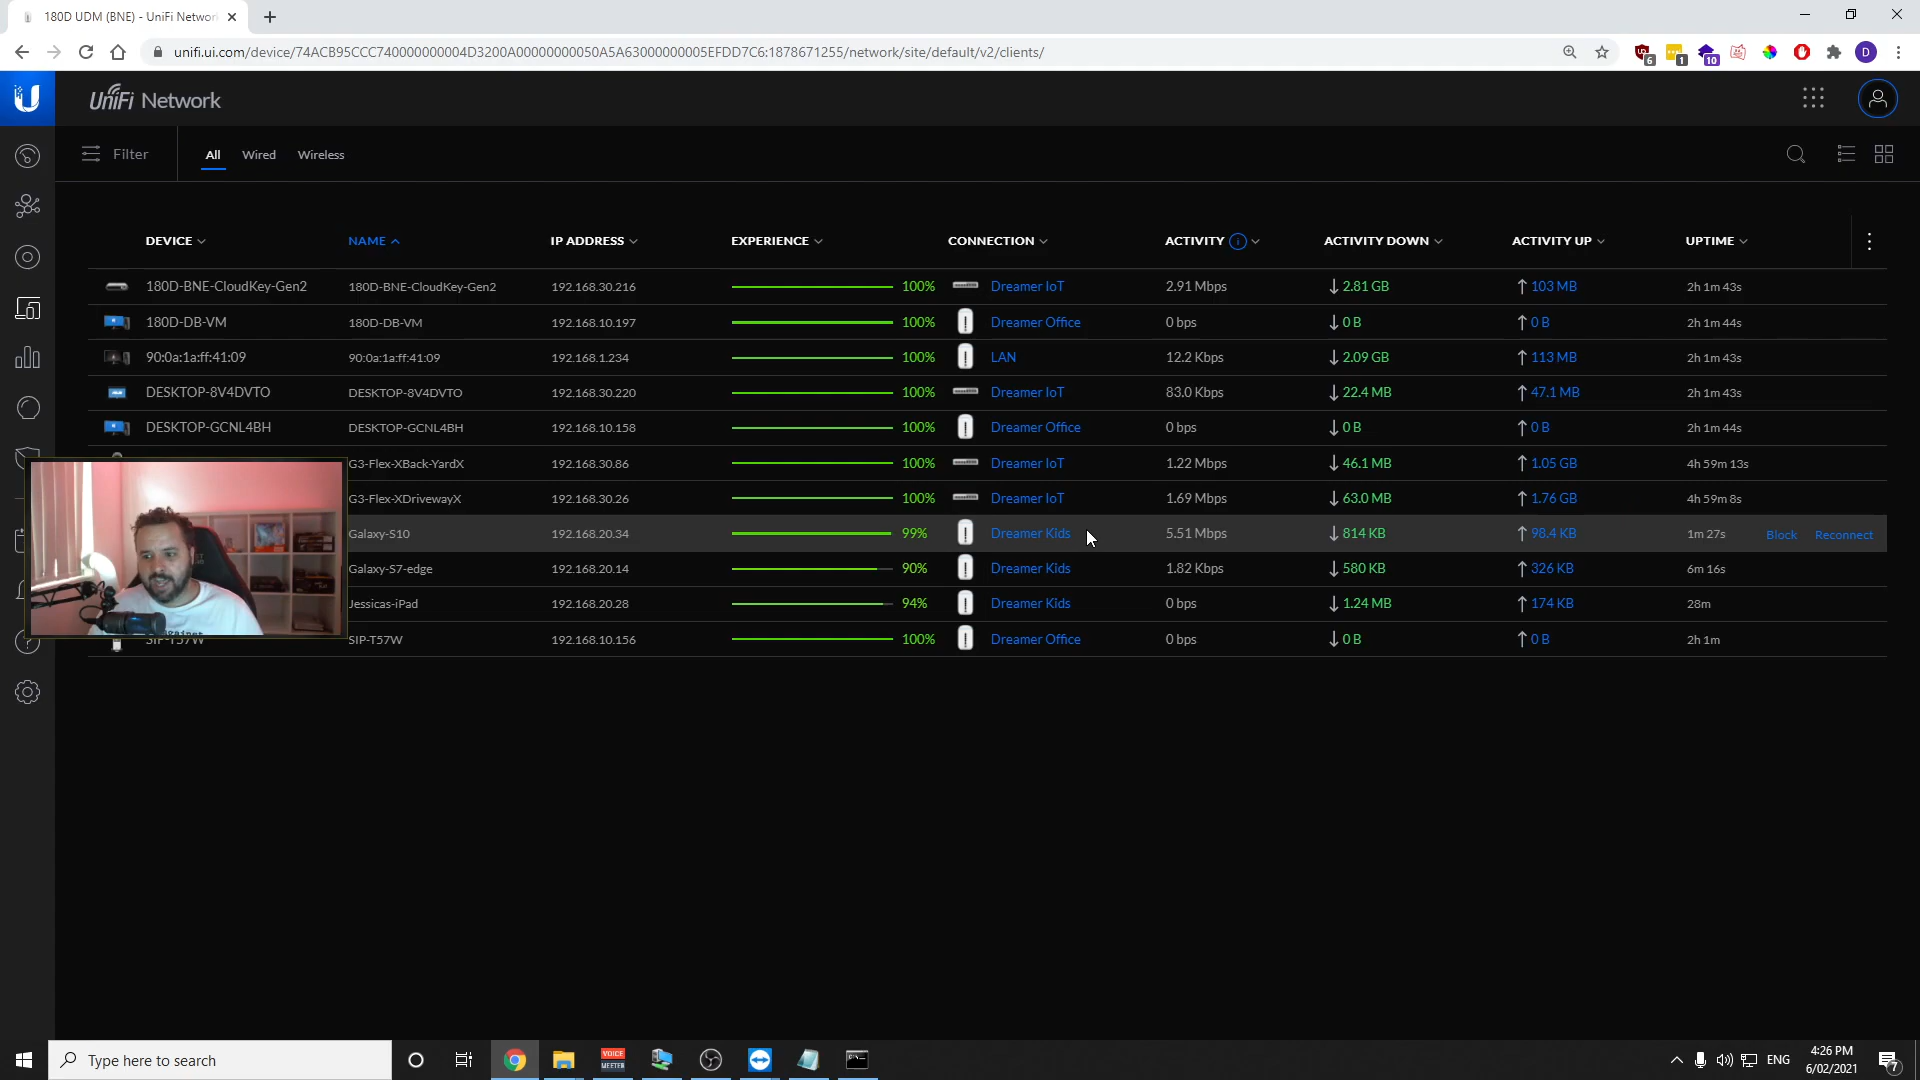 180D UDM (BNE) - UniFi Networ
unifi.ui.com/device/74ACB95CCC740000000004D3200A00000000050A5A63000000005EFDD7C6:1878671255/network/site/default/v2/clients/
6
1
10
D
UniFi Network
Filter
All
Wired
Wireless
DEVICE NAME IP ADDRESS EXPERIENCE CONNECTION ACTIVITY ACTIVITY DOWN ACTIVITY UP UPTIME
180D-BNE-CloudKey-Gen2 180D-BNE-CloudKey-Gen2 192.168.30.216 100% Dreamer IoT 2.91 Mbps 2.81 GB 103 MB 2h 1m 43s
180D-DB-VM 180D-DB-VM 192.168.10.197 100% Dreamer Office 0 bps 0 B 0 B 2h 1m 44s
90:0a:1a:ff:41:09 90:0a:1a:ff:41:09 192.168.1.234 100% LAN 12.2 Kbps 2.09 GB 113 MB 2h 1m 43s
DESKTOP-8V4DVTO DESKTOP-8V4DVTO 192.168.30.220 100% Dreamer IoT 83.0 Kbps 22.4 MB 47.1 MB 2h 1m 43s
DESKTOP-GCNL4BH DESKTOP-GCNL4BH 192.168.10.158 100% Dreamer Office 0 bps 0 B 0 B 2h 1m 44s
G3-Flex-XBack-YardX 192.168.30.86 100% Dreamer IoT 1.22 Mbps 46.1 MB 1.05 GB 4h 59m 13s
G3-Flex-XDrivewayX 192.168.30.26 100% Dreamer IoT 1.69 Mbps 63.0 MB 1.76 GB 4h 59m 8s
Galaxy-S10 192.168.20.34 99% Dreamer Kids 5.51 Mbps 814 KB 98.4 KB 1m 27s Block Reconnect
Galaxy-S7-edge 192.168.20.14 90% Dreamer Kids 1.82 Kbps 580 KB 326 KB 6m 16s
Jessicas-iPad 192.168.20.28 94% Dreamer Kids 0 bps 1.24 MB 174 KB 28m
SIP-T57W SIP-T57W 192.168.10.156 100% Dreamer Office 0 bps 0 B 0 B 2h 1m
Type here to search
VOICE
MEETER
ENG
4:26 PM
6/02/2021
7